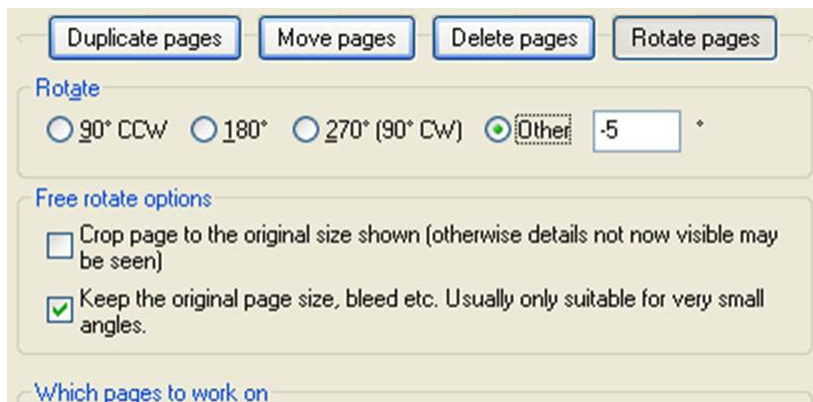 Duplicate pages Move pages Delete pages Rotate pages
Rotate
90° CCW 180° 270° (90° CW) Other -5 °
Free rotate options
Crop page to the original size shown (otherwise details not now visible may
be seen)
Keep the original page size, bleed etc. Usually only suitable for very small
angles.
Which pages to work on